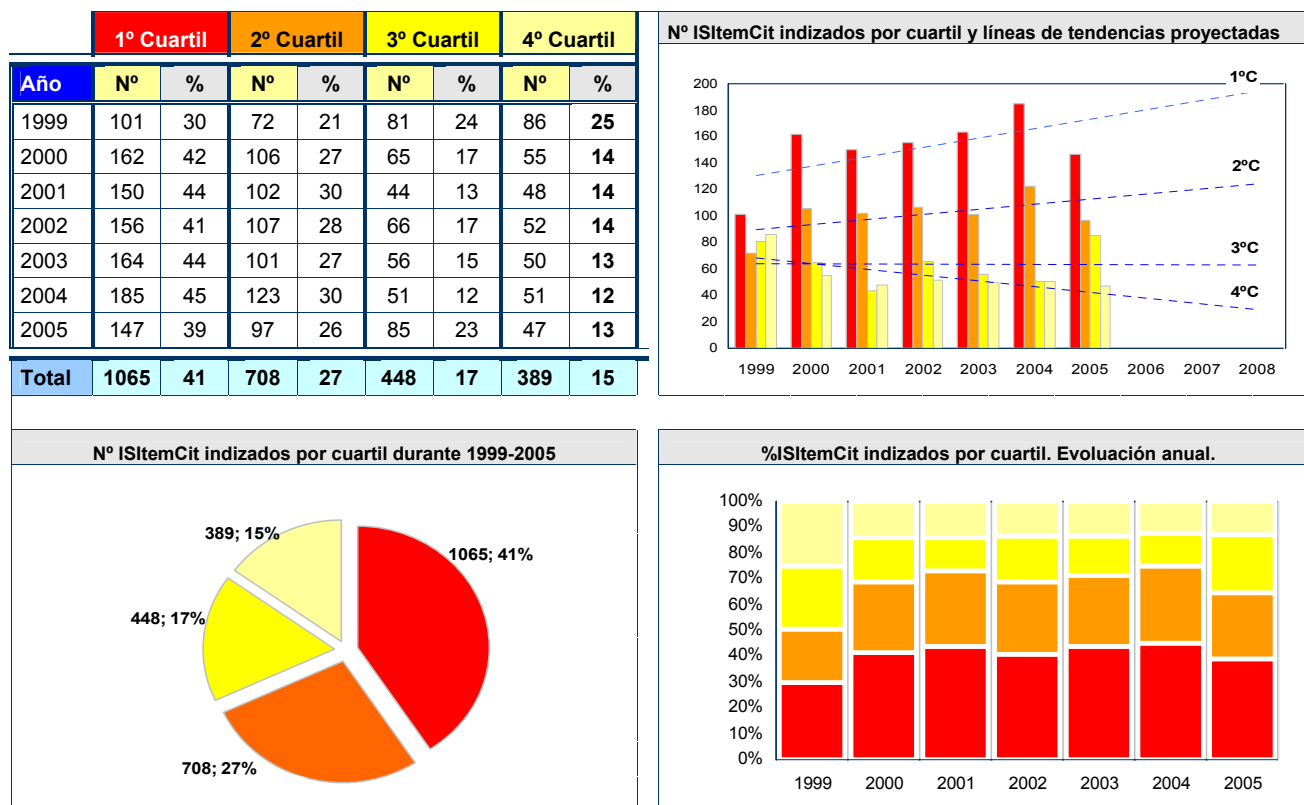 1º Cuartil 2º Cuartil 3º Cuartil 4º Cuartil
Año Nº % Nº % Nº % Nº %
1999 101 30 72 21 81 24 86 25
2000 162 42 106 27 65 17 55 14
2001 150 44 102 30 44 13 48 14
2002 156 41 107 28 66 17 52 14
2003 164 44 101 27 56 15 50 13
2004 185 45 123 30 51 12 51 12
2005 147 39 97 26 85 23 47 13
Total 1065 41 708 27 448 17 389 15
Nº ISItemCit indizados por cuartil y líneas de tendencias proyectadas
200
180
160
140
120
100
80
60
40
20
0
1ºC
2ºC
3ºC
4ºC
1999 2000 2001 2002 2003 2004 2005 2006 2007 2008
Nº ISItemCit indizados por cuartil durante 1999-2005
389; 15%
1065; 41%
448; 17%
708; 27%
%ISItemCit indizados por cuartil. Evoluación anual.
100%
90%
80%
70%
60%
50%
40%
30%
20%
10%
0%
1999 2000 2001 2002 2003 2004 2005